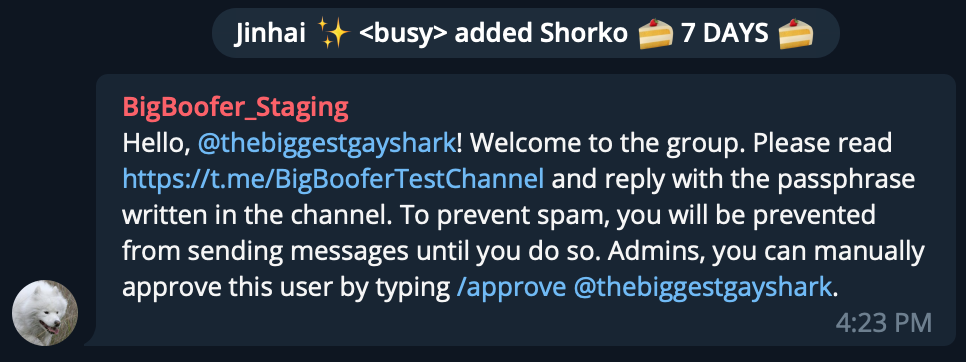 Jinhai ✨ <busy> added Shorko 🍰 7 DAYS 🍰
BigBoofer_Staging
Hello, @thebiggestgayshark! Welcome to the group. Please read
https://t.me/BigBooferTestChannel and reply with the passphrase
written in the channel. To prevent spam, you will be prevented
from sending messages until you do so. Admins, you can manually
approve this user by typing /approve @thebiggestgayshark.
4:23 PM